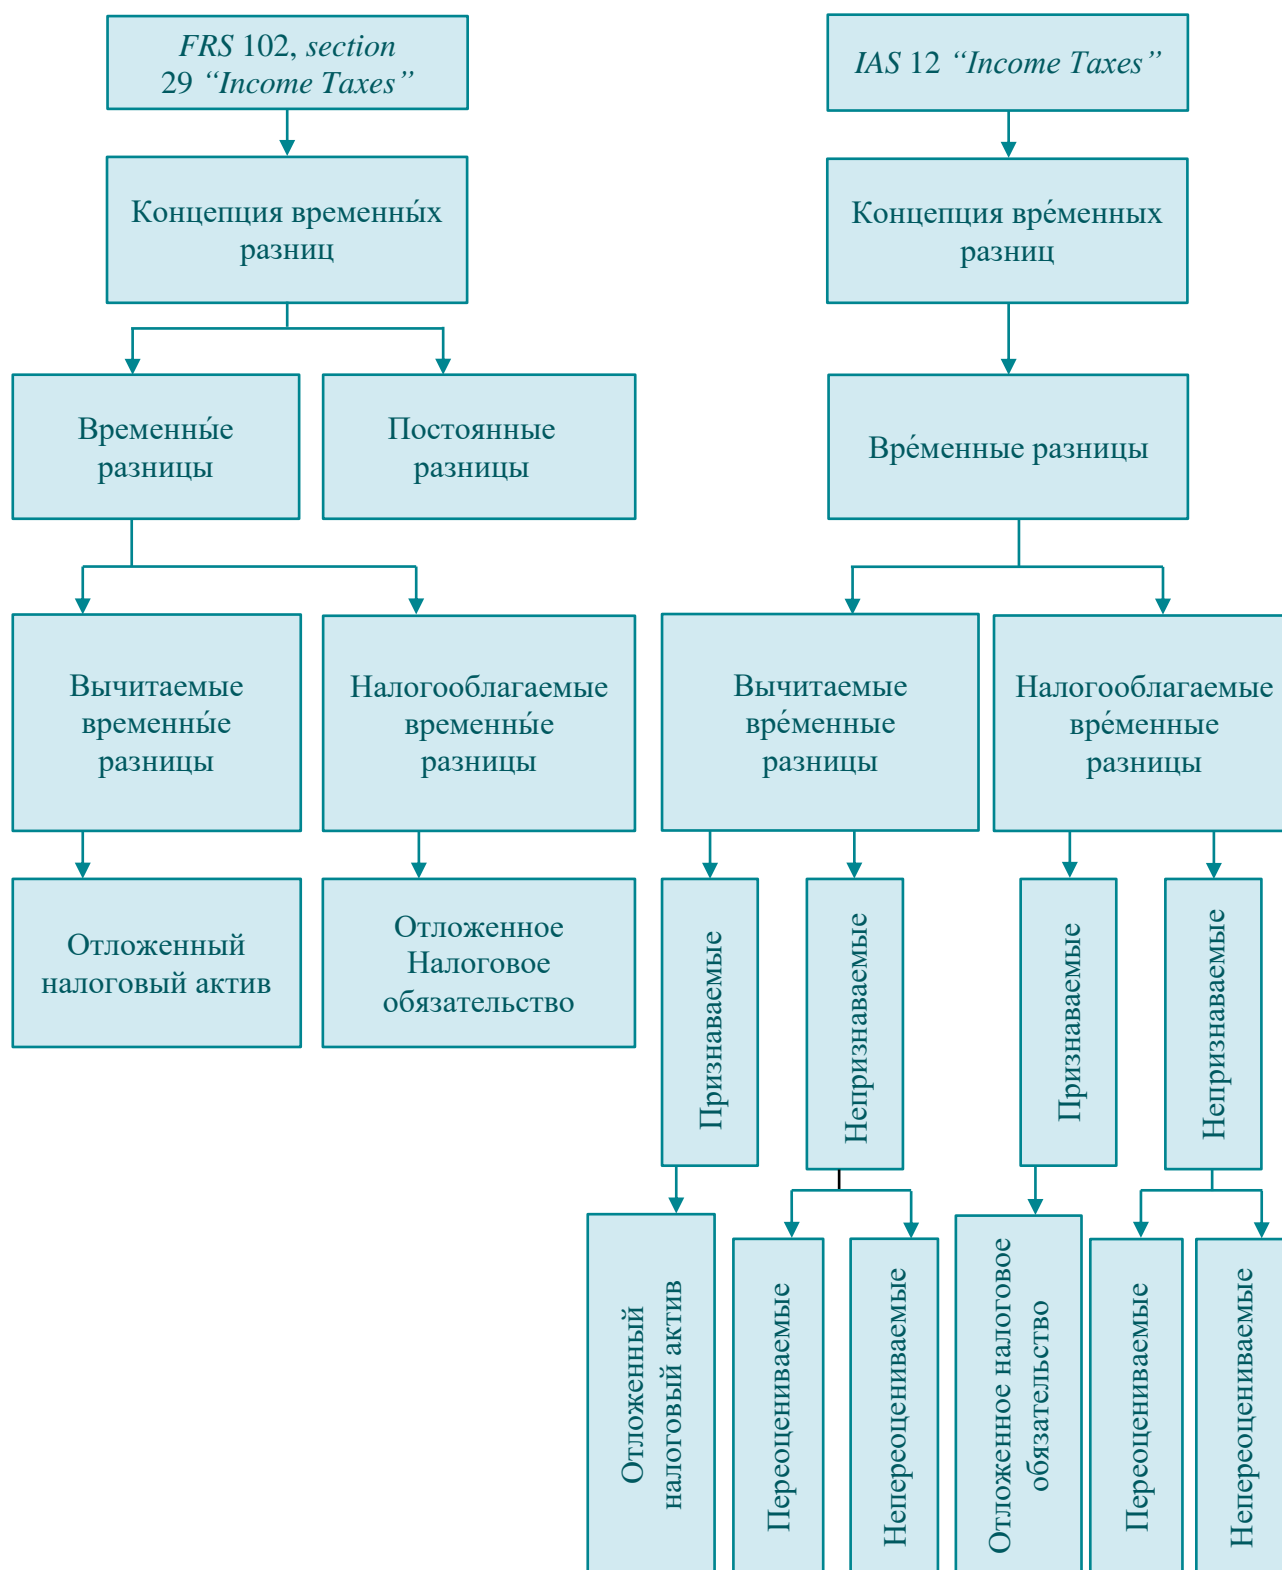 FRS 102, section
29 “Income Taxes”
IAS 12 “Income Taxes”
Концепция временны́х
разниц
Концепция вре́менных
разниц
Временны́е
разницы
Постоянные
разницы
Вре́менные разницы
Вычитаемые
временны́е
разницы
Налогооблагаемые
временны́е
разницы
Вычитаемые
вре́менные
разницы
Налогооблагаемые
вре́менные
разницы
Отложенный
налоговый актив
Отложенное
Налоговое
обязательство
Признаваемые
Непризнаваемые
Признаваемые
Непризнаваемые
Отложенный
налоговый актив
Переоцениваемые
Непереоцениваемые
Отложенное налоговое
обязательство
Переоцениваемые
Непереоцениваемые